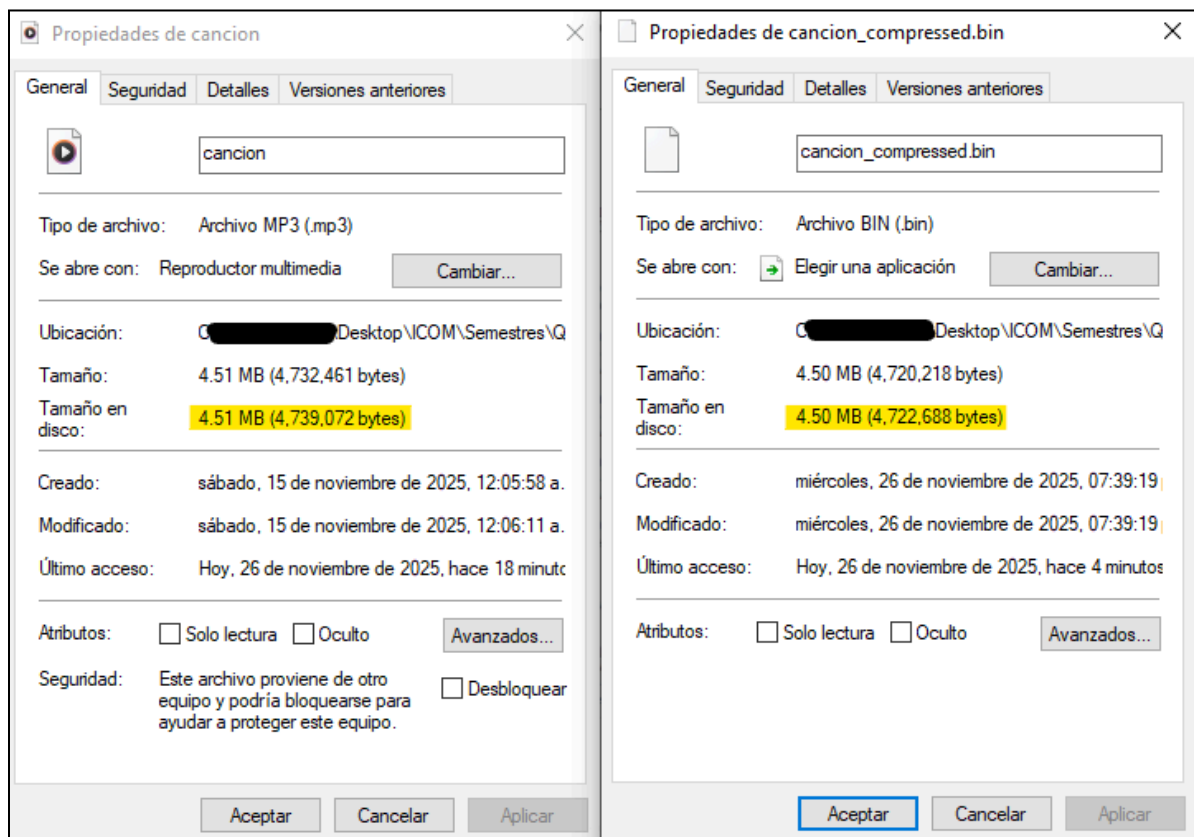 Propiedades de cancion
General Seguridad Detalles Versiones anteriores
cancion
Tipo de archivo: Archivo MP3 (.mp3)
Se abre con: Reproductor multimedia Cambiar...
Ubicación: C Desktop\ICOM\Semestres\Q
Tamaño: 4.51 MB (4,732,461 bytes)
Tamaño en
disco: 4.51 MB (4,739,072 bytes)
Creado: sábado, 15 de noviembre de 2025, 12:05:58 a.
Modificado: sábado, 15 de noviembre de 2025, 12:06:11 a.
Último acceso: Hoy, 26 de noviembre de 2025, hace 18 minuto
Atributos: Solo lectura Oculto Avanzados...
Seguridad: Este archivo proviene de otro
equipo y podría bloquearse para
ayudar a proteger este equipo.
Desbloquear
Aceptar Cancelar Aplicar
Propiedades de cancion_compressed.bin
General Seguridad Detalles Versiones anteriores
cancion_compressed.bin
Tipo de archivo: Archivo BIN (.bin)
Se abre con: Elegir una aplicación Cambiar...
Ubicación: C Desktop\ICOM\Semestres\Q
Tamaño: 4.50 MB (4,720,218 bytes)
Tamaño en
disco: 4.50 MB (4,722,688 bytes)
Creado: miércoles, 26 de noviembre de 2025, 07:39:19
Modificado: miércoles, 26 de noviembre de 2025, 07:39:19
Último acceso: Hoy, 26 de noviembre de 2025, hace 4 minutos
Atributos: Solo lectura Oculto Avanzados...
Aceptar Cancelar Aplicar